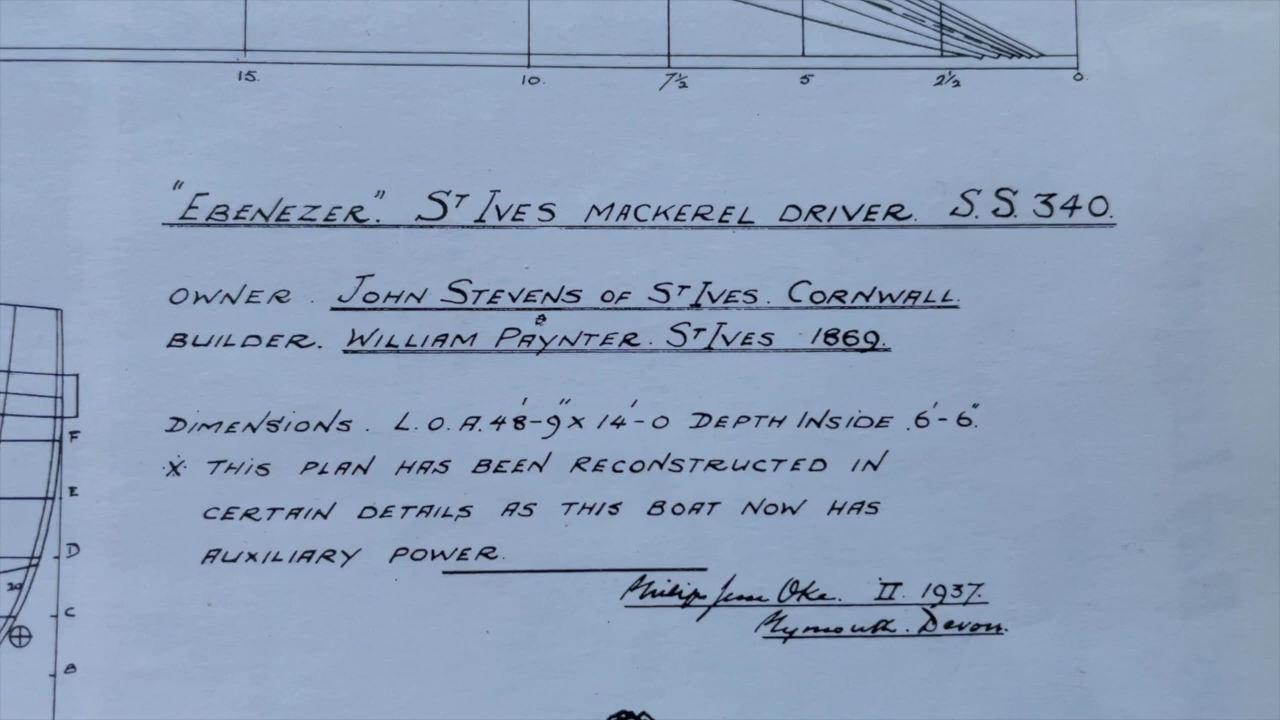 15. 10. 7½ 5 2½ 0.
"EBENEZER". ST IVES MACKEREL DRIVER. S.S. 340.
OWNER. JOHN STEVENS OF ST IVES. CORNWALL.
BUILDER. WILLIAM PAYNTER. ST IVES 1869.
DIMENSIONS. L.O.A. 48'-9" X 14'-0 DEPTH INSIDE .6'-6".
F
※ THIS PLAN HAS BEEN RECONSTRUCTED IN
E
CERTAIN DETAILS AS THIS BOAT NOW HAS
D
AUXILIARY POWER.
20
Philip Jesse Oke. II. 1937.
C
Plymouth. Devon.
B